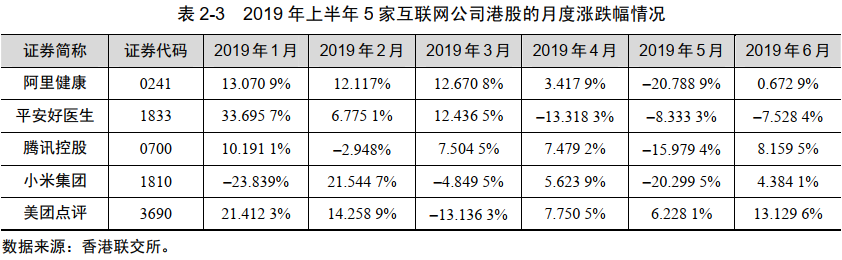 表 2-3 2019 年上半年 5 家互联网公司港股的月度涨跌幅情况
证券简称 证券代码 2019 年 1 月 2019 年 2 月 2019 年 3 月 2019 年 4 月 2019 年 5 月 2019 年 6 月
阿里健康 0241 13.070 9% 12.117% 12.670 8% 3.417 9% −20.788 9% 0.672 9%
平安好医生 1833 33.695 7% 6.775 1% 12.436 5% −13.318 3% −8.333 3% −7.528 4%
腾讯控股 0700 10.191 1% −2.948% 7.504 5% 7.479 2% −15.979 4% 8.159 5%
小米集团 1810 −23.839% 21.544 7% −4.849 5% 5.623 9% −20.299 5% 4.384 1%
美团点评 3690 21.412 3% 14.258 9% −13.136 3% 7.750 5% 6.228 1% 13.129 6%
数据来源：香港联交所。